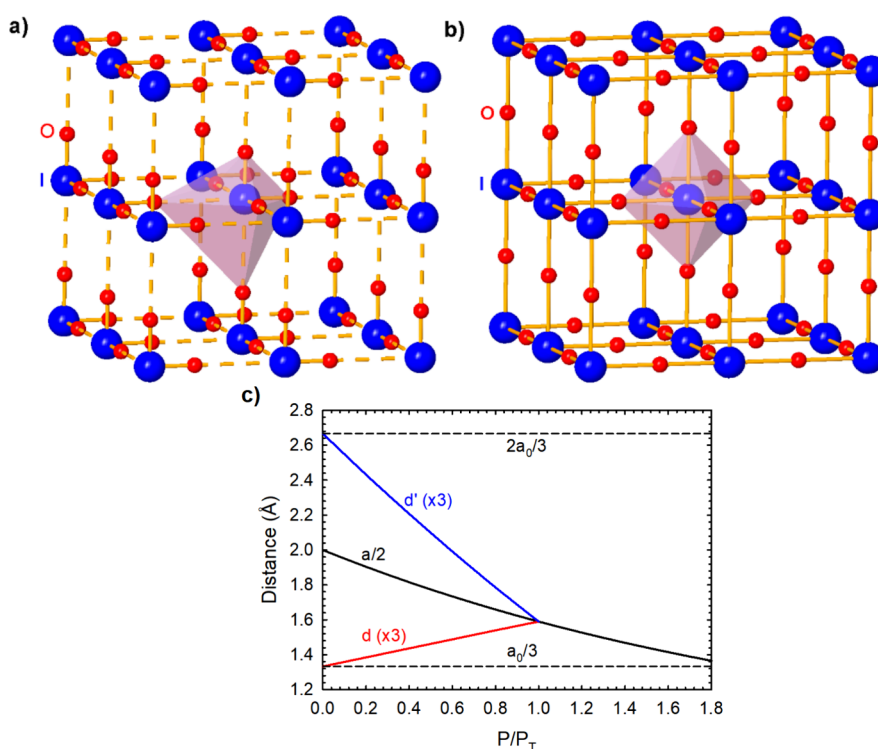 a)
b)
O
I
O
I
c)
2.8
2.6
2.4
2.2
2.0
1.8
1.6
1.4
1.2
Distance (Å)
2a₀/3
d' (x3)
a/2
d (x3)
a₀/3
0.0 0.2 0.4 0.6 0.8 1.0 1.2 1.4 1.6 1.8
P/P_T